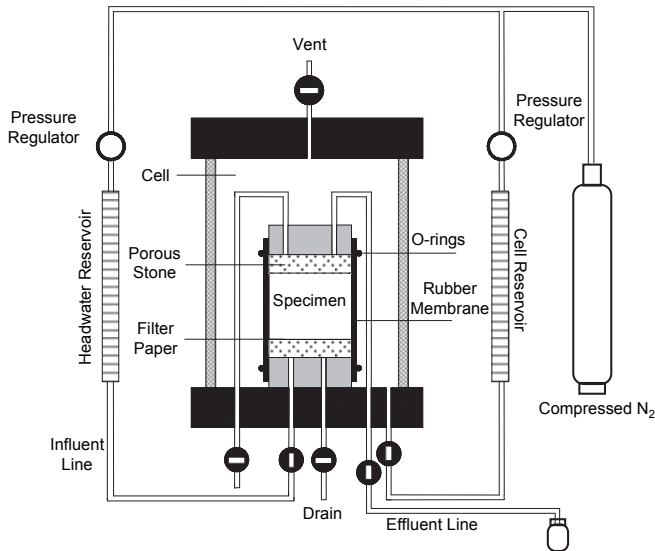 Vent
Pressure
Regulator
Pressure
Regulator
Cell
Headwater Reservoir
Porous
Stone
O-rings
Specimen
Rubber
Membrane
Cell Reservoir
Filter
Paper
Compressed N₂
Influent
Line
Drain
Effluent Line